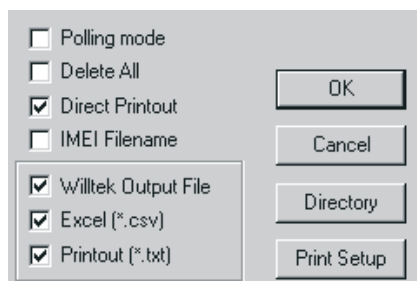 Polling mode
Delete All
Direct Printout
IMEI Filename
Willtek Output File
Excel (*.csv)
Printout (*.txt)
OK
Cancel
Directory
Print Setup